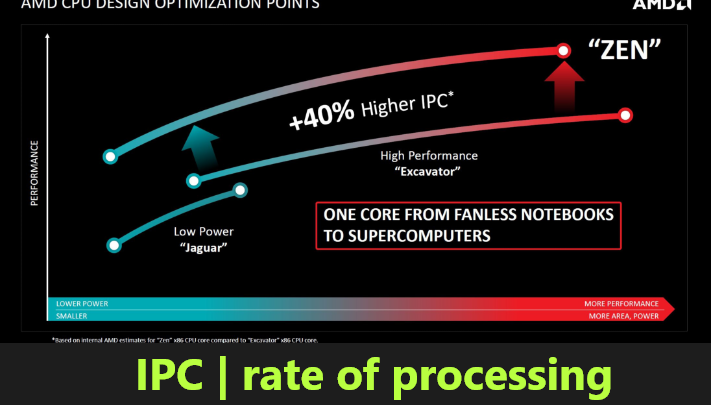 AMD CPU DESIGN OPTIMIZATION POINTS
AMD
"ZEN"
+40% Higher IPC*
High Performance
"Excavator"
PERFORMANCE
ONE CORE FROM FANLESS NOTEBOOKS
TO SUPERCOMPUTERS
Low Power
"Jaguar"
LOWER POWER
MORE PERFORMANCE
SMALLER
MORE AREA, POWER
*Based on internal AMD estimates for "Zen" x86 CPU core compared to "Excavator" x86 CPU core.
IPC | rate of processing